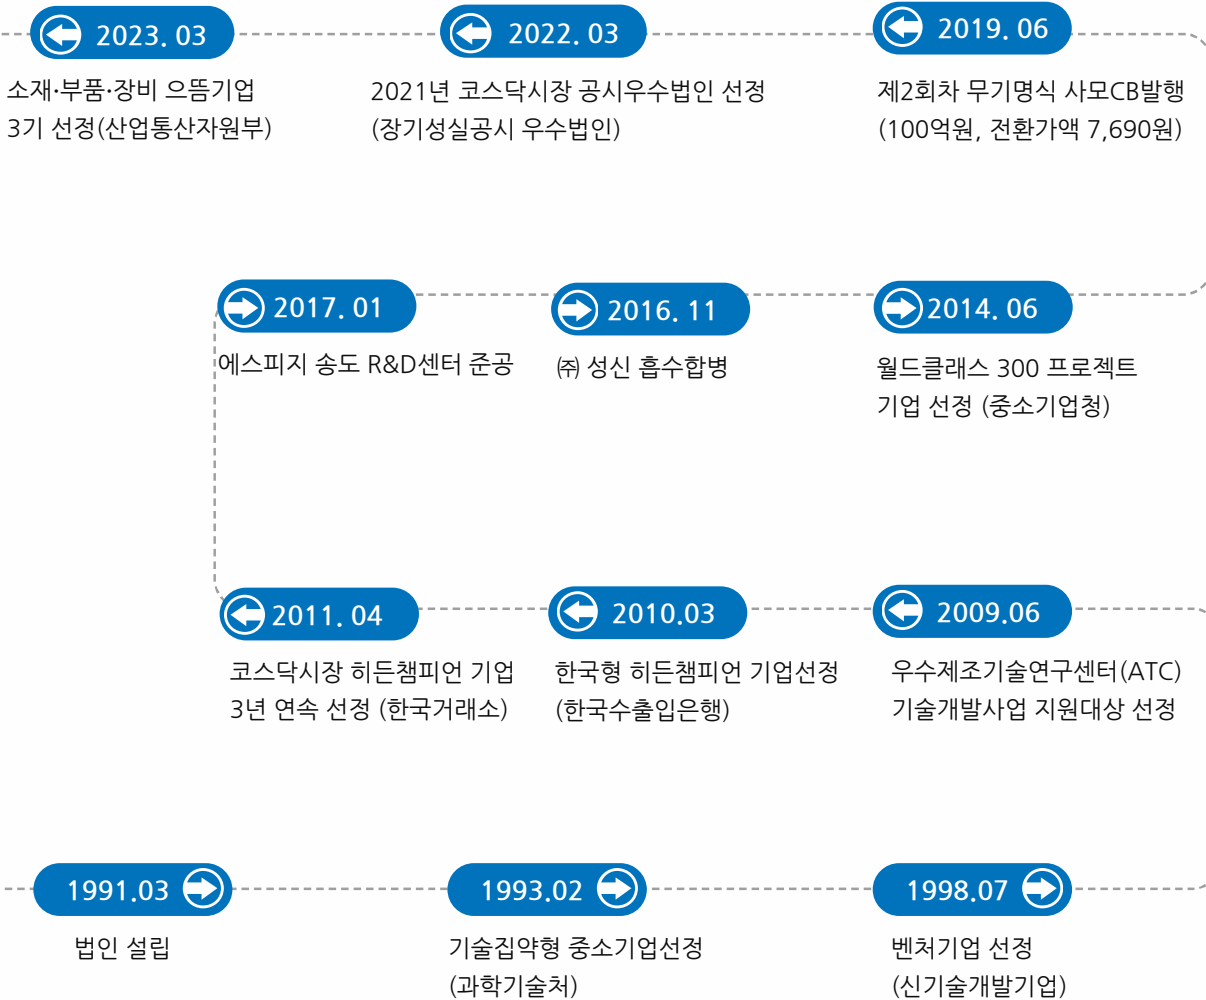 2023. 03
소재·부품·장비 으뜸기업
3기 선정(산업통산자원부)
2022. 03
2021년 코스닥시장 공시우수법인 선정
(장기성실공시 우수법인)
2019. 06
제2회차 무기명식 사모CB발행
(100억원, 전환가액 7,690원)
2017. 01
에스피지 송도 R&D센터 준공
2016. 11
㈜ 성신 흡수합병
2014. 06
월드클래스 300 프로젝트
기업 선정 (중소기업청)
2011. 04
코스닥시장 히든챔피언 기업
3년 연속 선정 (한국거래소)
2010.03
한국형 히든챔피언 기업선정
(한국수출입은행)
2009.06
우수제조기술연구센터(ATC)
기술개발사업 지원대상 선정
1991.03
법인 설립
1993.02
기술집약형 중소기업선정
(과학기술처)
1998.07
벤처기업 선정
(신기술개발기업)